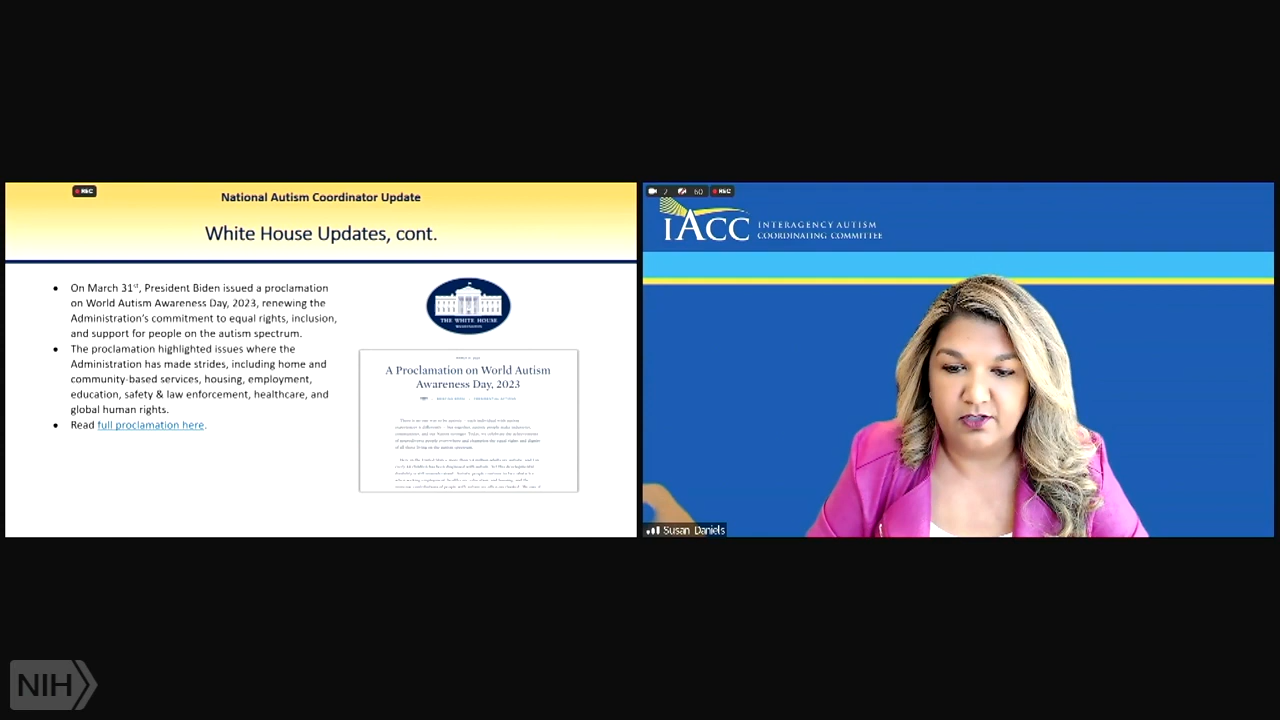 REC
National Autism Coordinator Update
White House Updates, cont.
• On March 31st, President Biden issued a proclamation
on World Autism Awareness Day, 2023, renewing the
Administration's commitment to equal rights, inclusion,
and support for people on the autism spectrum.
• The proclamation highlighted issues where the
Administration has made strides, including home and
community-based services, housing, employment,
education, safety & law enforcement, healthcare, and
global human rights.
• Read full proclamation here.
THE WHITE HOUSE
WASHINGTON
A Proclamation on World Autism
Awareness Day, 2023
7 60 REC
IACC INTERAGENCY AUTISM
COORDINATING COMMITTEE
Susan Daniels
NIH